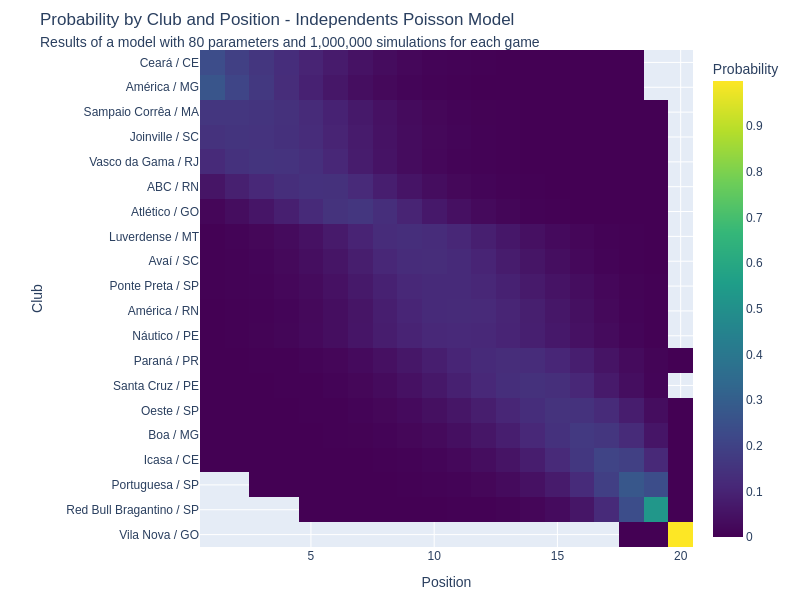 Probability by Club and Position - Independents Poisson Model
Results of a model with 80 parameters and 1,000,000 simulations for each game
Probability
Club
Ceará / CE
América / MG
Sampaio Corrêa / MA
Joinville / SC
Vasco da Gama / RJ
ABC / RN
Atlético / GO
Luverdense / MT
Avaí / SC
Ponte Preta / SP
América / RN
Náutico / PE
Paraná / PR
Santa Cruz / PE
Oeste / SP
Boa / MG
Icasa / CE
Portuguesa / SP
Red Bull Bragantino / SP
Vila Nova / GO
0.9
0.8
0.7
0.6
0.5
0.4
0.3
0.2
0.1
0
5 10 15 20
Position